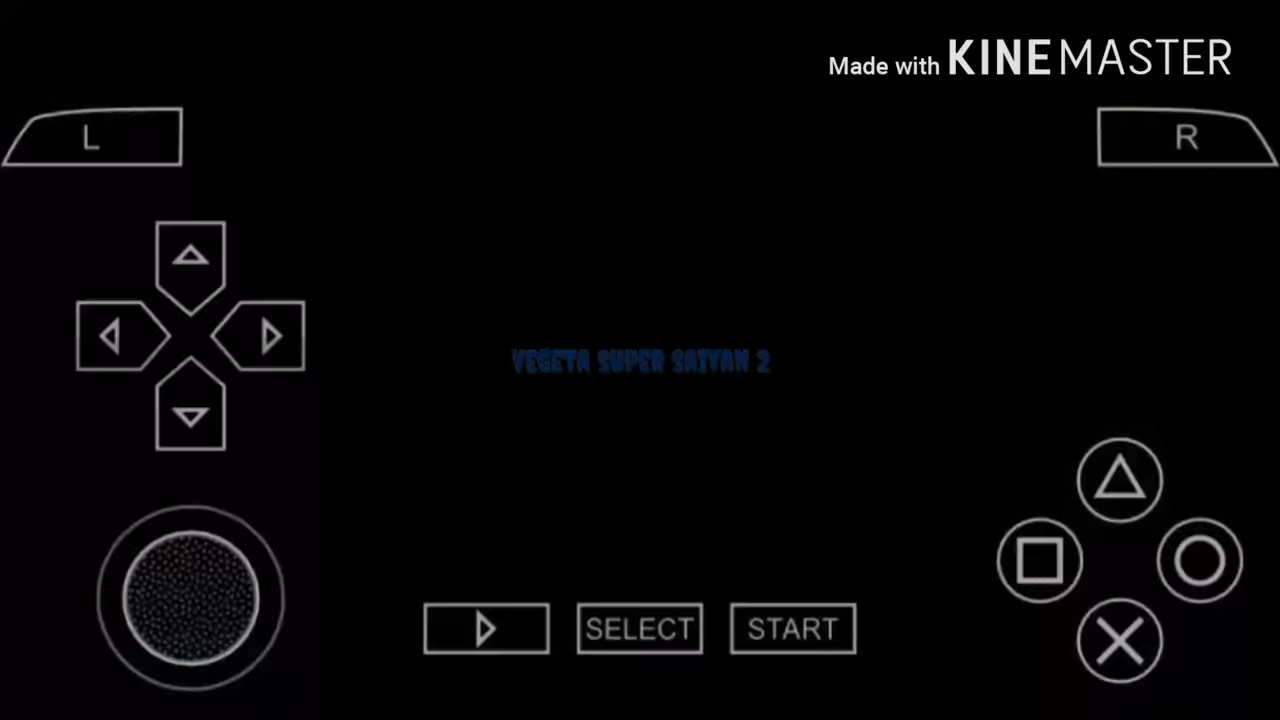 Made with KINEMASTER
L
R
VEGETA SUPER SAIYAN 2
SELECT
START